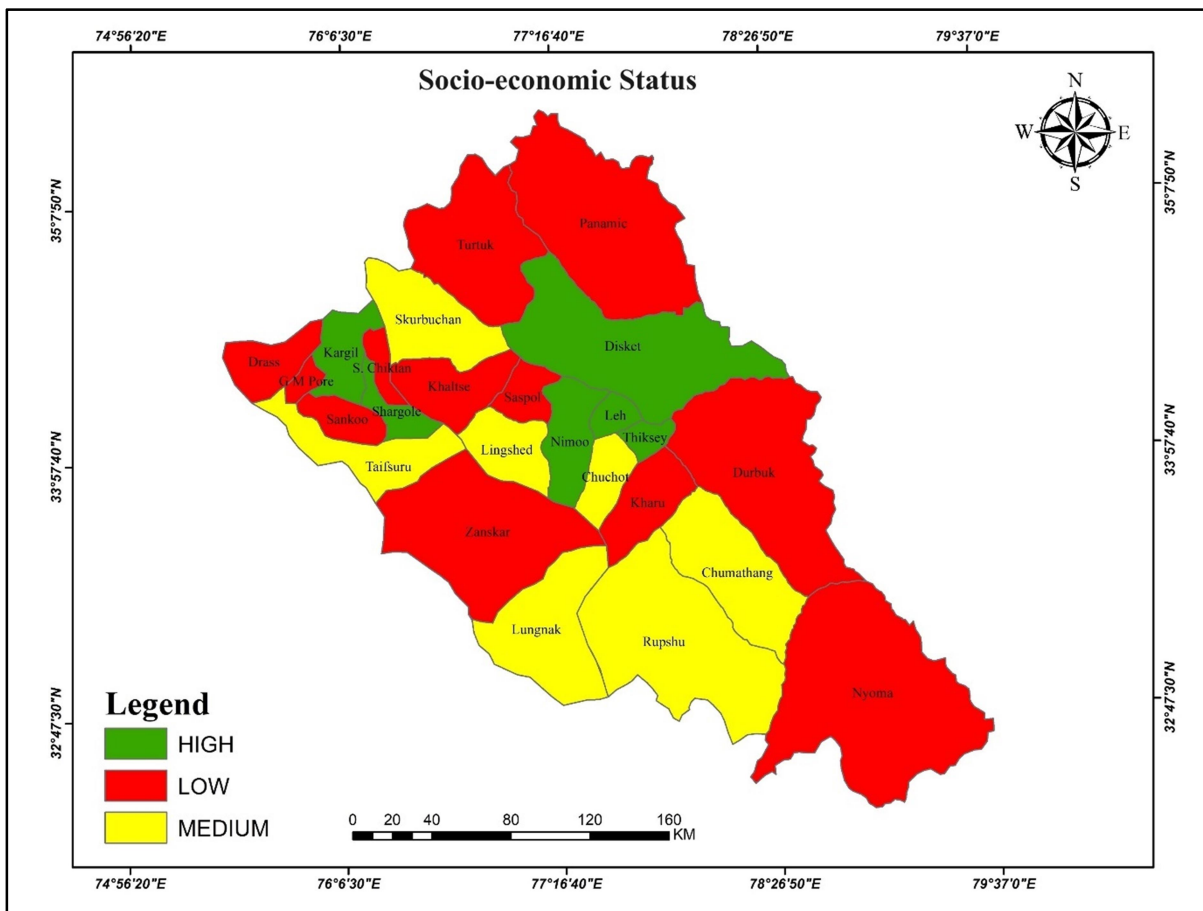 74°56'20"E 76°6'30"E 77°16'40"E 78°26'50"E 79°37'0"E
Socio-economic Status
N
W E
S
35°7'50"N
35°7'50"N
Panamic
Turtuk
Skurbuchan
Disket
Kargil
Drass
S. Chiktan
G M Pore
Khaltse
Saspol
Shargole
Sankoo
Leh
Thiksey
Nimoo
Lingshed
Taifsuru
Chuchot
Durbuk
33°57'40"N
33°57'40"N
Kharu
Zanskar
Chumathang
Lungnak
Rupshu
Nyoma
32°47'30"N
32°47'30"N
Legend
HIGH
LOW
MEDIUM
0 20 40 80 120 160
KM
74°56'20"E 76°6'30"E 77°16'40"E 78°26'50"E 79°37'0"E